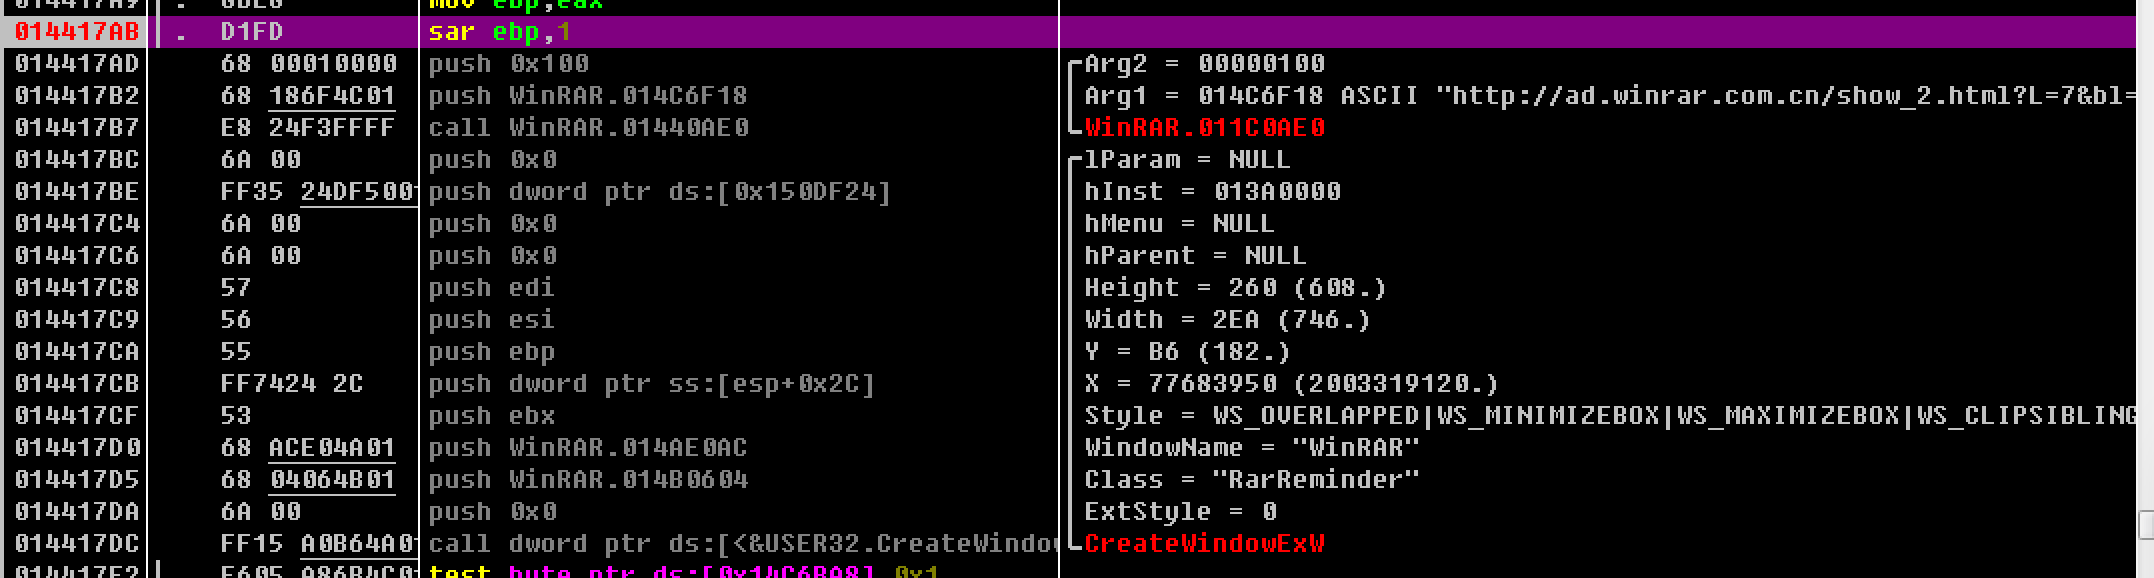 014417A9 . 8BE8 mov ebp,eax
014417AB . D1FD sar ebp,1
014417AD 68 00010000 push 0x100 Arg2 = 00000100
014417B2 68 186F4C01 push WinRAR.014C6F18 Arg1 = 014C6F18 ASCII "http://ad.winrar.com.cn/show_2.html?L=7&bl=
014417B7 E8 24F3FFFF call WinRAR.01440AE0 WinRAR.011C0AE0
014417BC 6A 00 push 0x0 lParam = NULL
014417BE FF35 24DF5001 push dword ptr ds:[0x150DF24] hInst = 013A0000
014417C4 6A 00 push 0x0 hMenu = NULL
014417C6 6A 00 push 0x0 hParent = NULL
014417C8 57 push edi Height = 260 (608.)
014417C9 56 push esi Width = 2EA (746.)
014417CA 55 push ebp Y = B6 (182.)
014417CB FF7424 2C push dword ptr ss:[esp+0x2C] X = 77683950 (2003319120.)
014417CF 53 push ebx Style = WS_OVERLAPPED|WS_MINIMIZEBOX|WS_MAXIMIZEBOX|WS_CLIPSIBLING
014417D0 68 ACE04A01 push WinRAR.014AE0AC WindowName = "WinRAR"
014417D5 68 04064B01 push WinRAR.014B0604 Class = "RarReminder"
014417DA 6A 00 push 0x0 ExtStyle = 0
014417DC FF15 A0B64A0 call dword ptr ds:[<&USER32.CreateWindo CreateWindowExW
014417E2 F605 A86B4C0 test byte ptr ds:[0x14C6BA8],0x1